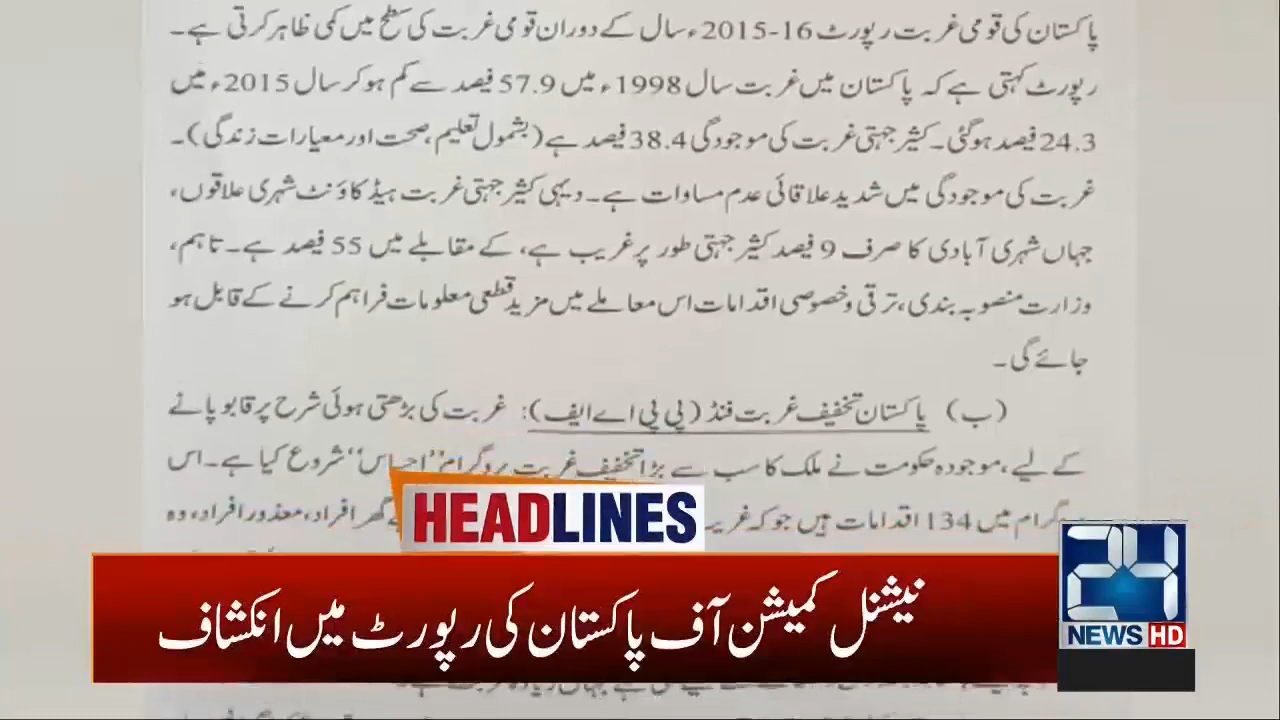 پاکستان کی قومی غربت رپورٹ 16-2015ء سال کے دوران قومی غربت کی سطح میں کمی ظاہر کرتی ہے۔
رپورٹ کہتی ہے کہ پاکستان میں غربت سال 1998ء میں 57.9 فیصد سے کم ہو کر سال 2015ء میں
24.3 فیصد ہو گئی۔ کثیر جہتی غربت کی موجودگی 38.4 فیصد ہے (بشمول تعلیم، صحت اور معیارات زندگی)۔
غربت کی موجودگی میں شدید علاقائی عدم مساوات ہے۔ دیہی کثیر جہتی غربت ہیڈ کاؤنٹ شہری علاقوں،
جہاں شہری آبادی کا صرف 9 فیصد کثیر جہتی طور پر غریب ہے، کے مقابلے میں 55 فیصد ہے۔ تاہم،
وزارت منصوبہ بندی، ترقی و خصوصی اقدامات اس معاملے میں مزید قطعی معلومات فراہم کرنے کے قابل ہو
جائے گی۔
(ب) پاکستان تخفیف غربت فنڈ (پی پی اے ایف): غربت کی بڑھتی ہوئی شرح پر قابو پانے
کے لیے، موجودہ حکومت نے ملک کا سب سے بڑا تخفیف غربت پروگرام "احساس" شروع کیا ہے۔ اس
میں 134 اقدامات ہیں جو کہ گھر افراد، معذور افراد، وہ
HEADLINES
نیشنل کمیشن آف پاکستان کی رپورٹ میں انکشاف
24
NEWS HD